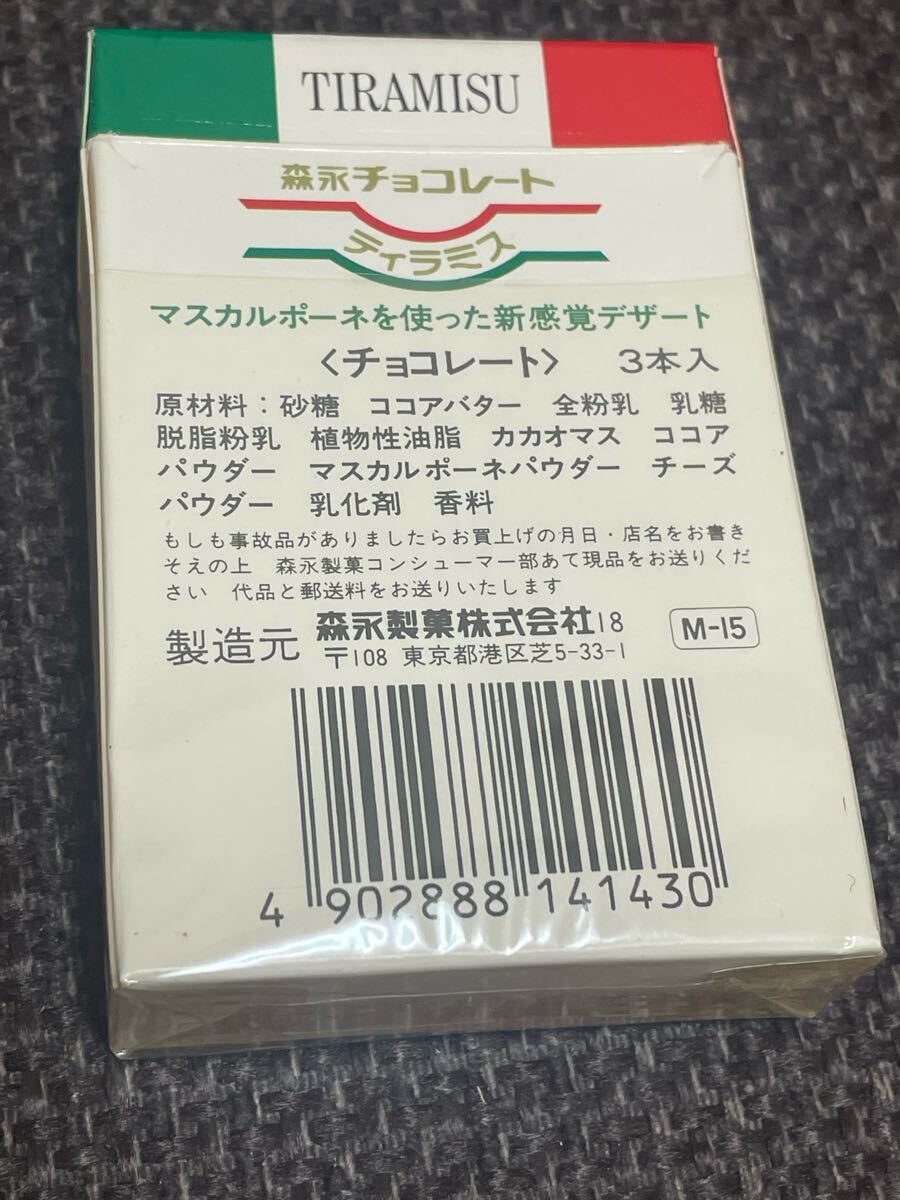 TIRAMISU
森永チョコレート
ティラミス
マスカルポーネを使った新感覚デザート
〈チョコレート〉 3本入
原材料：砂糖 ココアバター 全粉乳 乳糖
脱脂粉乳 植物性油脂 カカオマス ココア
パウダー マスカルポーネパウダー チーズ
パウダー 乳化剤 香料
もしも事故品がありましたらお買上げの月日・店名をお書き
そえの上 森永製菓コンシューマー部あて現品をお送りくだ
さい 代品と郵送料をお送りいたします
製造元 森永製菓株式会社18
〒108 東京都港区芝5-33-1
M-15
4 902888 141430